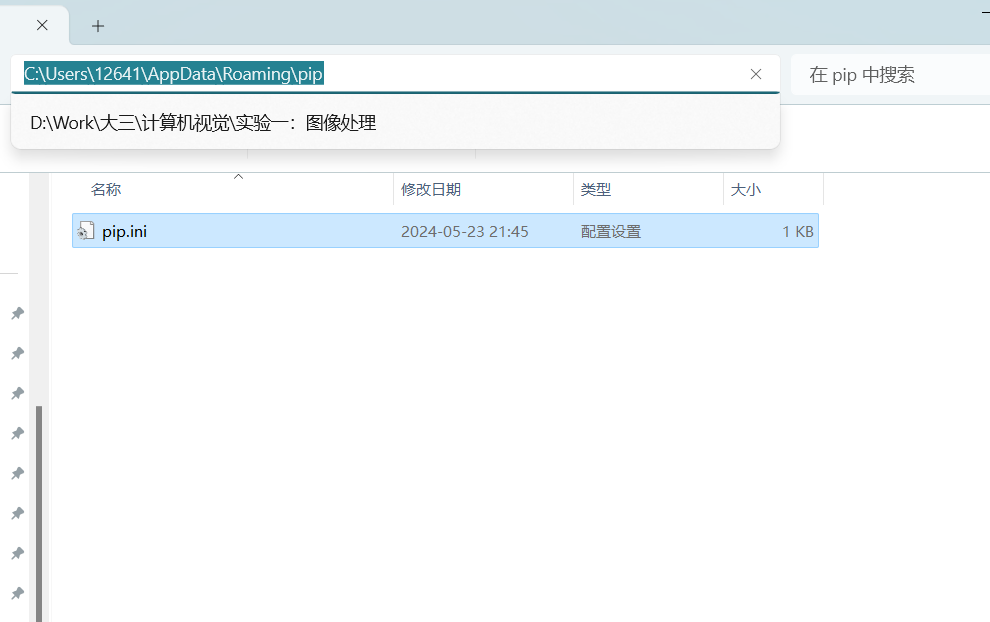 C:\Users\12641\AppData\Roaming\pip
在 pip 中搜索
D:\Work\大三\计算机视觉\实验一：图像处理
名称 修改日期 类型 大小
pip.ini 2024-05-23 21:45 配置设置 1 KB